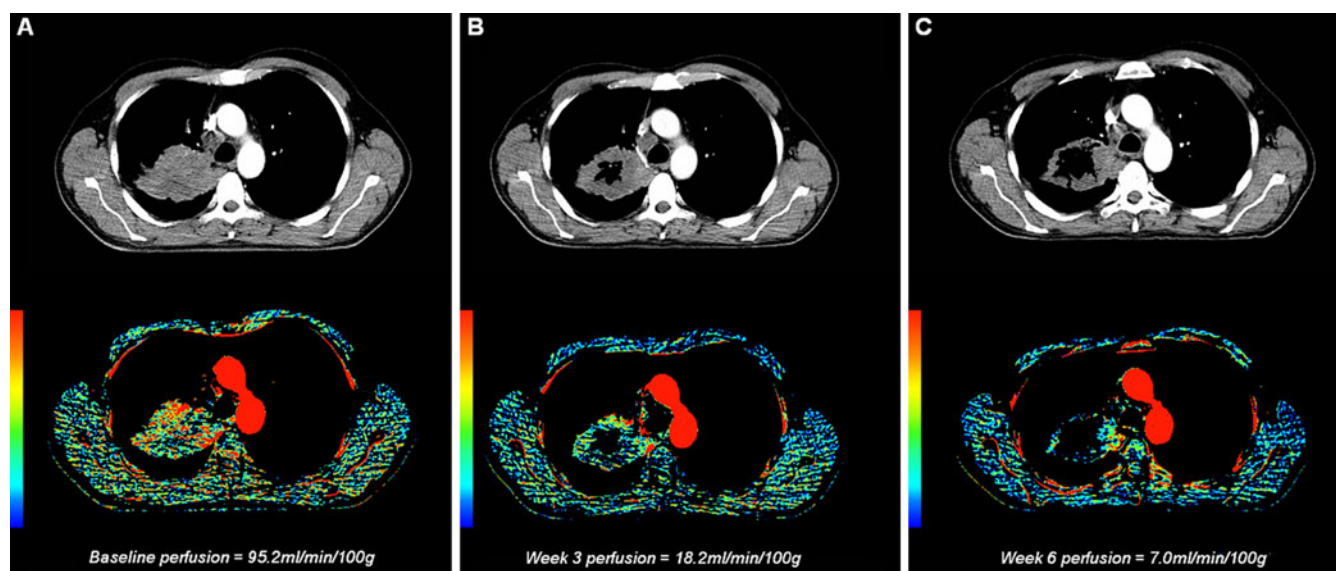 A
B
C
Baseline perfusion = 95.2ml/min/100g
Week 3 perfusion = 18.2ml/min/100g
Week 6 perfusion = 7.0ml/min/100g